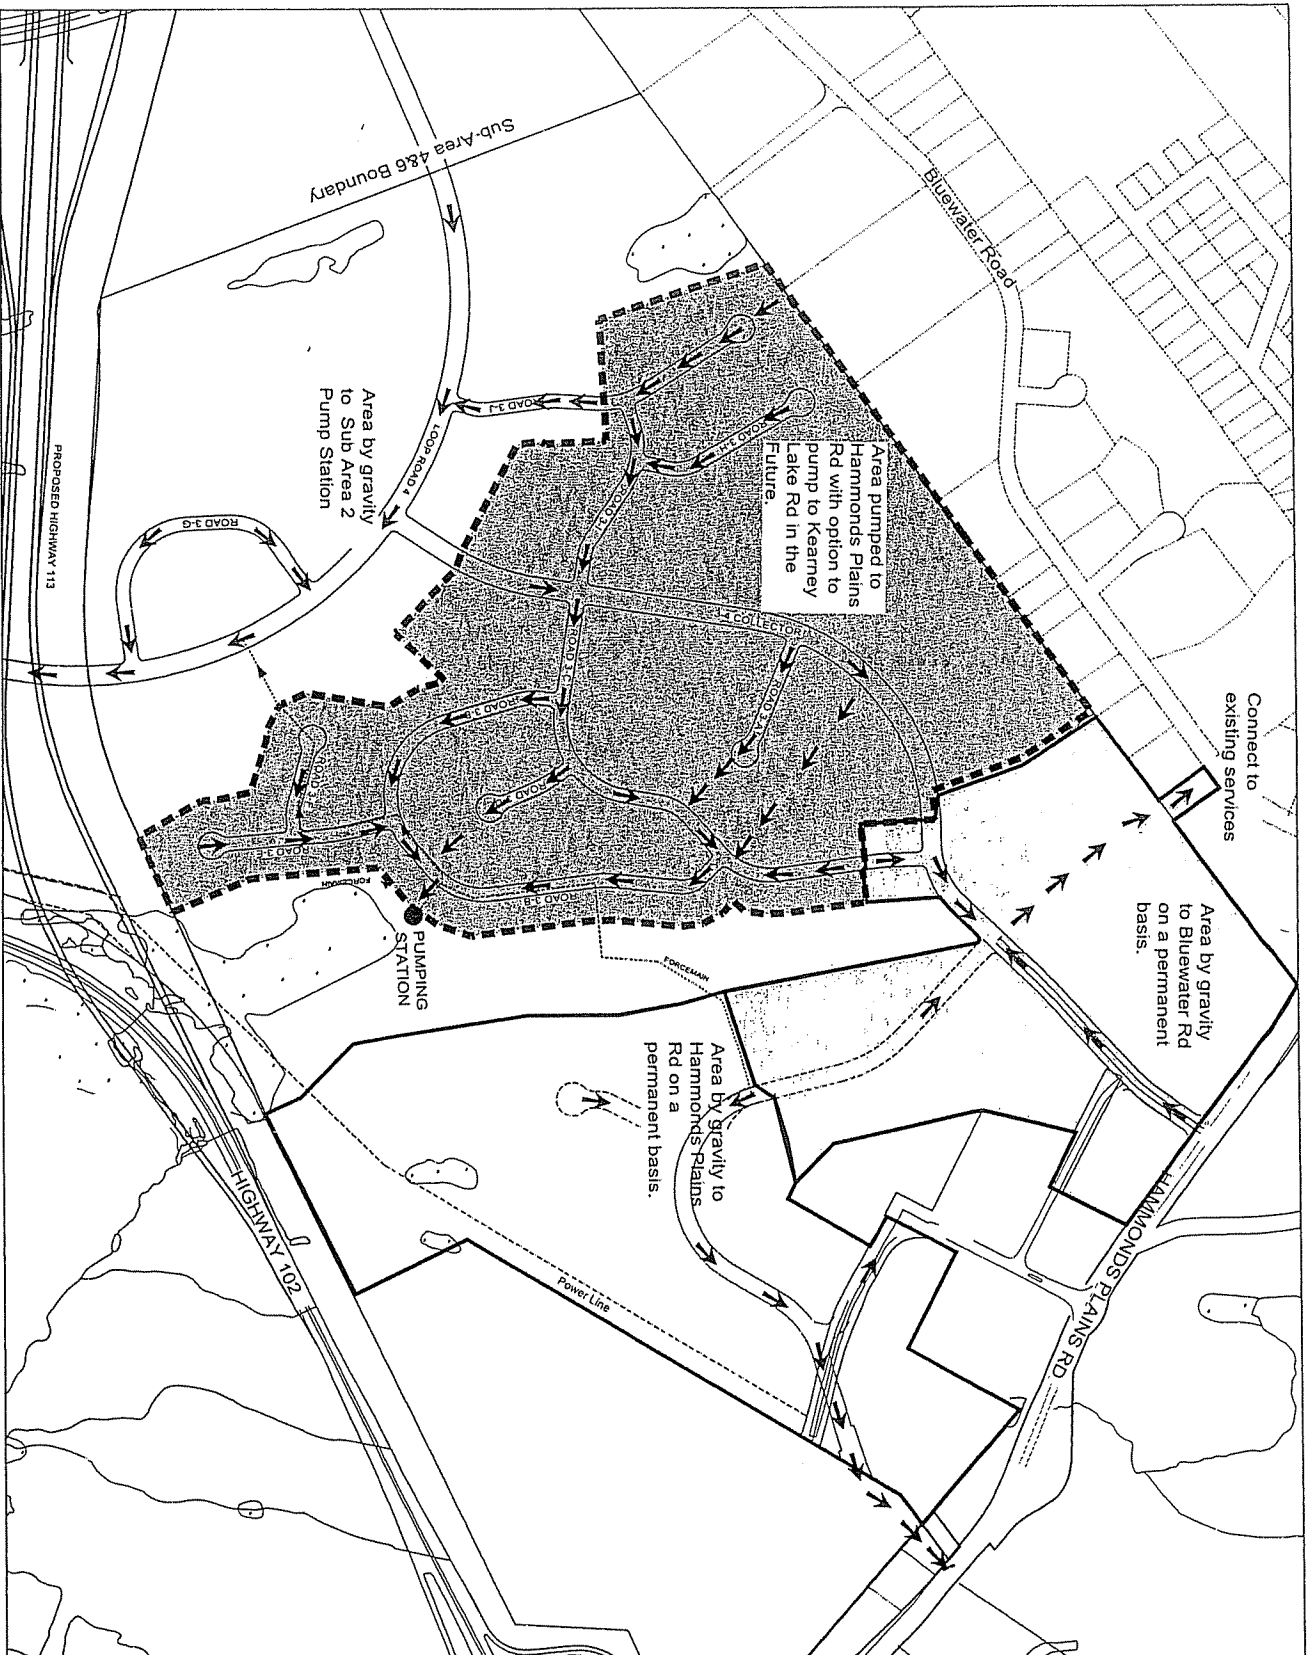 Sub-Area 4&6 Boundary
Bluewater Road
Connect to
existing services
Area by gravity
to Bluewater Rd
on a permanent
basis.
Area pumped to
Hammonds Plains
Rd with option to
pump to Kearney
Lake Rd in the
Future.
Area by gravity
to Sub Area 2
Pump Station
PROPOSED HIGHWAY 113
LOOP ROAD 4
ROAD 3-J
ROAD 3-G
ROAD 3-B
FORCEMAIN
PUMPING
STATION
FORCEMAIN
Area by gravity to
Hammonds Plains
Rd on a
permanent basis.
HAMMONDS PLAINS RD
Power Line
HIGHWAY 102